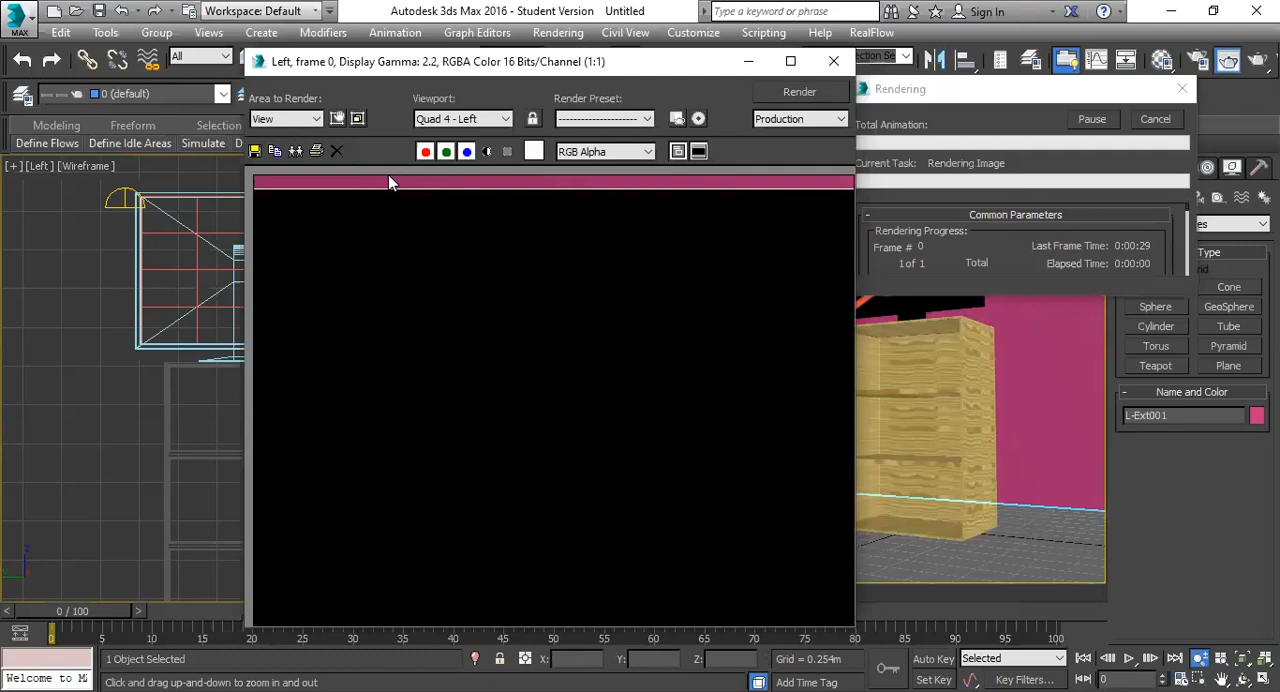 MAX
Workspace: Default
Autodesk 3ds Max 2016 - Student Version Untitled
Type a keyword or phrase
Sign In
Edit Tools Group Views Create Modifiers Animation Graph Editors Rendering Civil View Customize Scripting Help RealFlow
All
Left, frame 0, Display Gamma: 2.2, RGBA Color 16 Bits/Channel (1:1)
Rendering
0 (default)
Area to Render:
Viewport:
Render Preset:
Render
View
Quad 4 - Left
Production
Total Animation:
Pause
Cancel
Modeling Freeform Selection
Define Flows Define Idle Areas Simulate
RGB Alpha
Current Task: Rendering Image
[+] [Left] [Wireframe]
Common Parameters
Rendering Progress:
Frame # 0
Last Frame Time: 0:00:29
1 of 1 Total
Elapsed Time: 0:00:00
Type
Cone
Sphere GeoSphere
Cylinder Tube
Torus Pyramid
Teapot Plane
Name and Color
L-Ext001
0 / 100
0 5 10 15 20 25 30 35 40 45 50 55 60 65 70 75 80 85 90 95 100
1 Object Selected
X:
Y:
Z:
Grid = 0.254m
Auto Key
Selected
Welcome to M
Click and drag up-and-down to zoom in and out
Add Time Tag
Set Key
Key Filters...
0